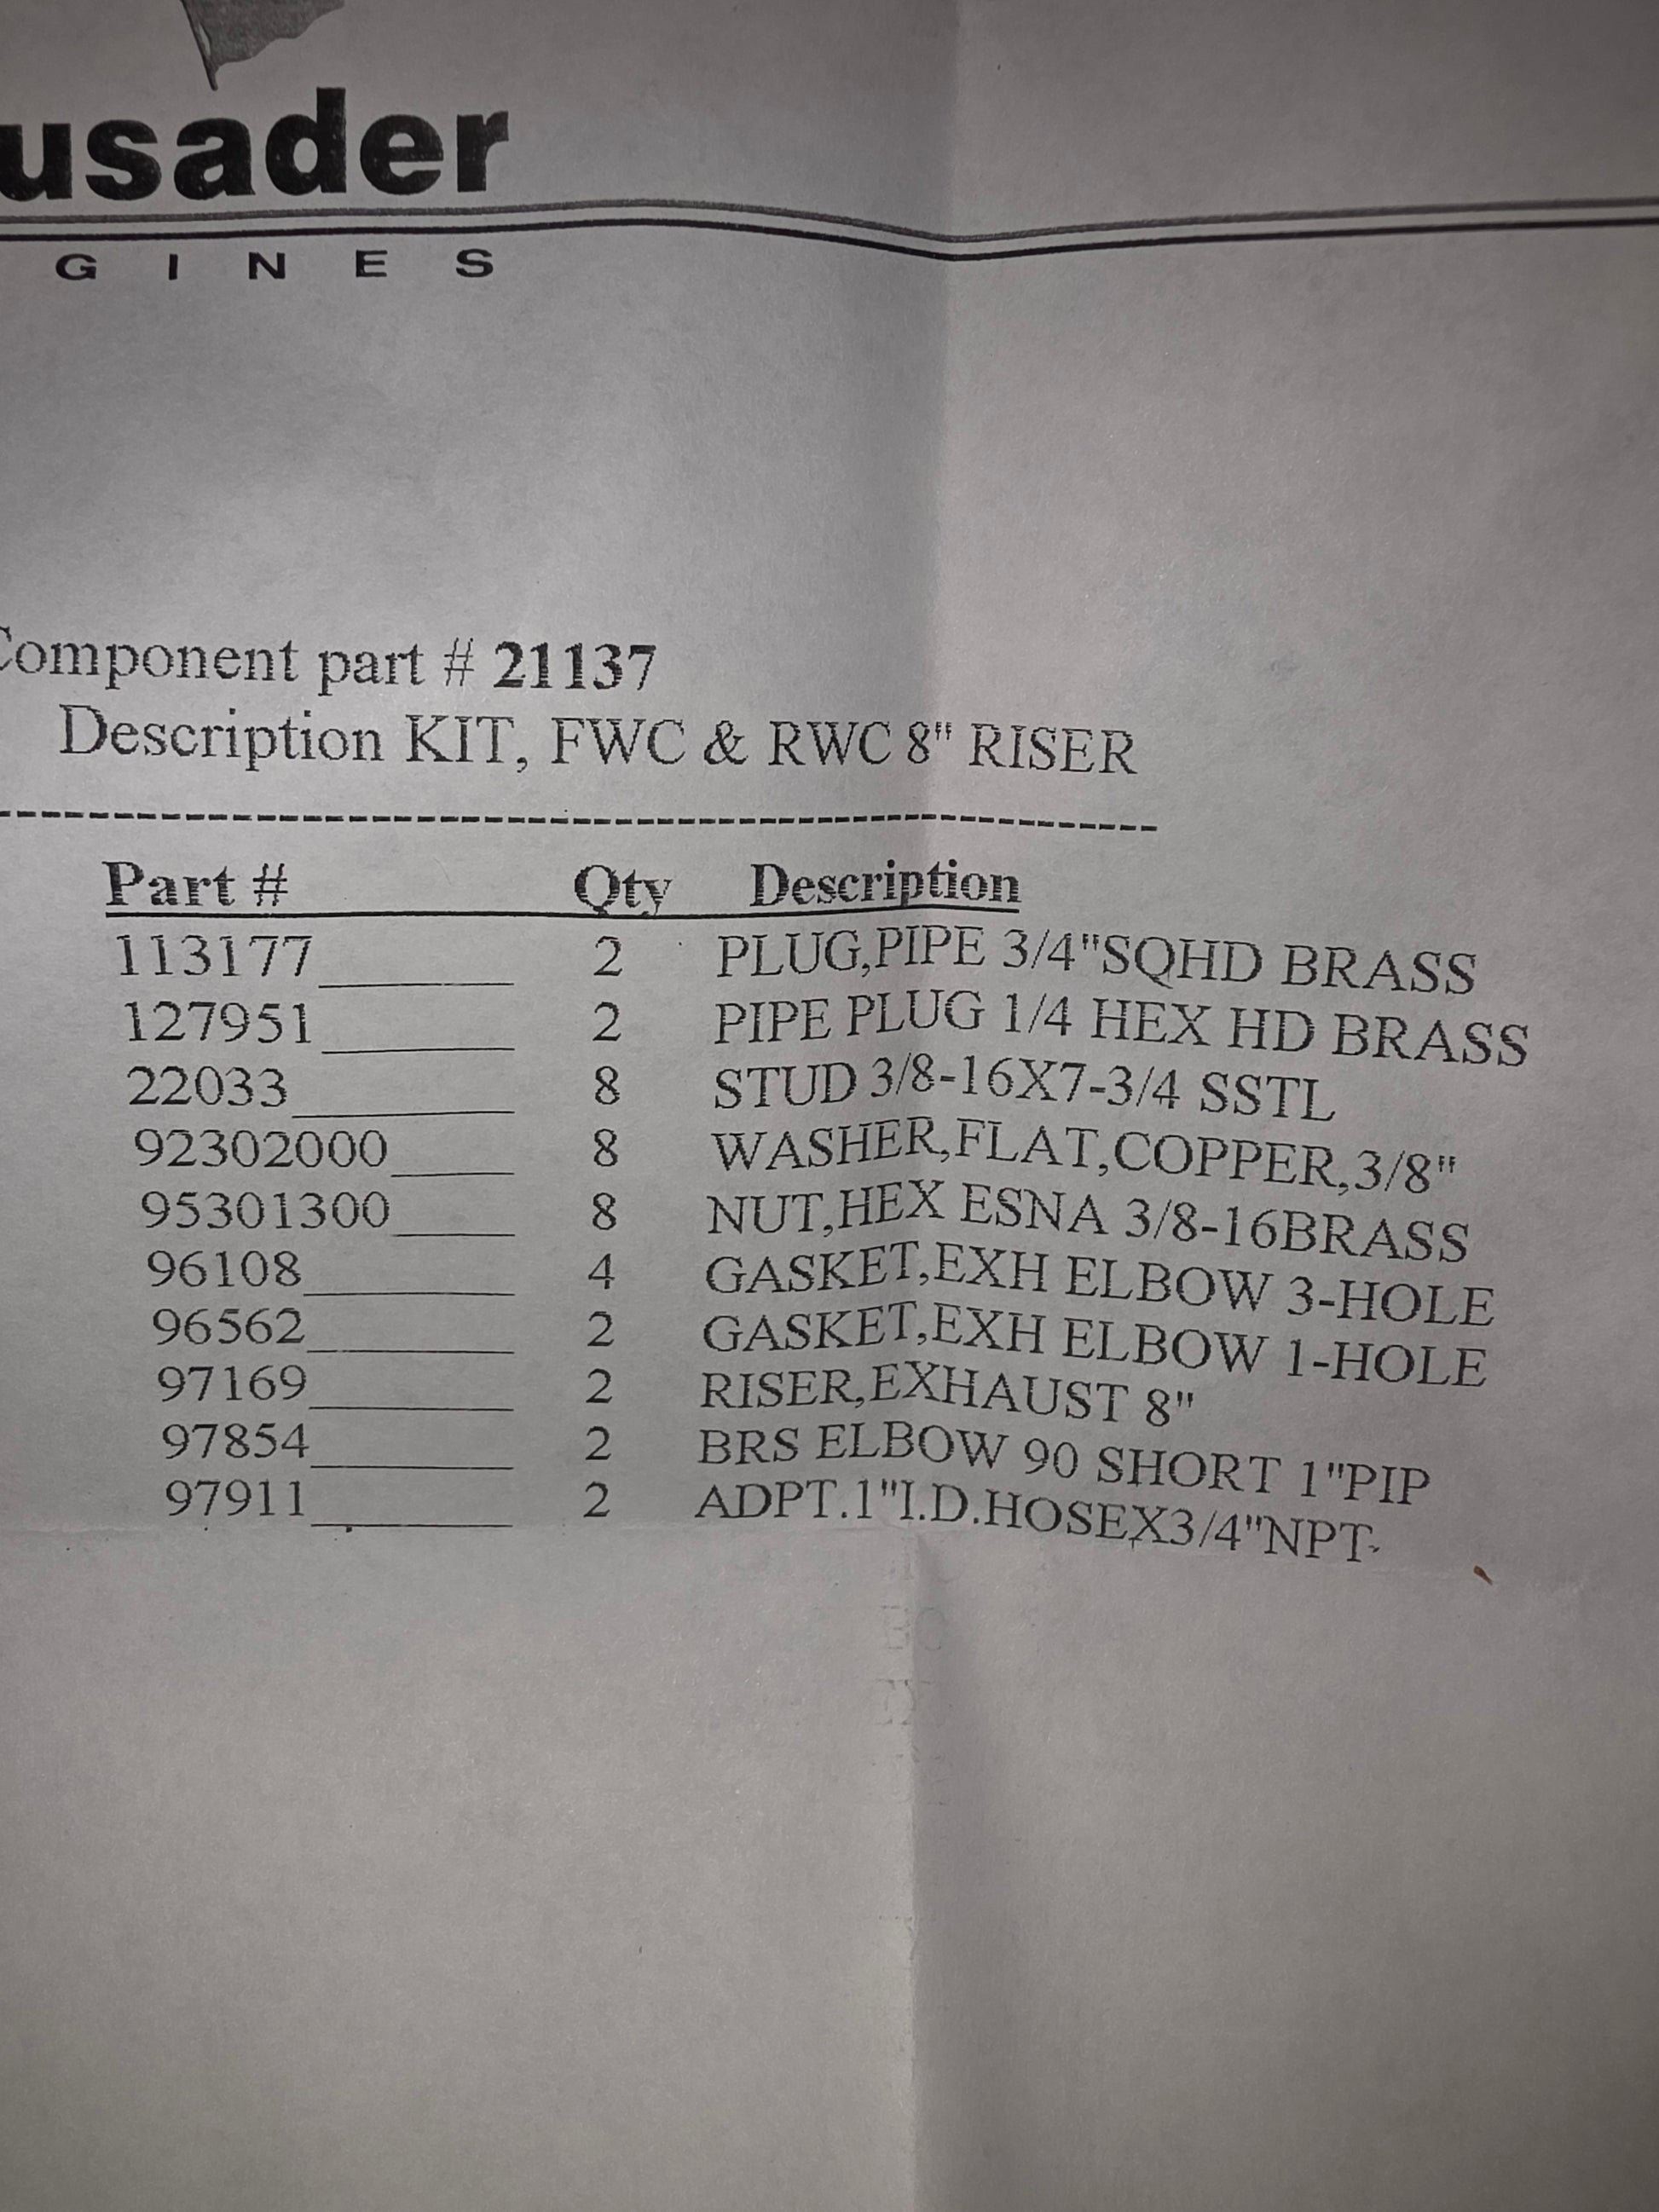 usader
GINES
Component part # 21137
Description KIT, FWC & RWC 8" RISER
Part # Qty Description
113177 2 PLUG,PIPE 3/4"SQHD BRASS
127951 2 PIPE PLUG 1/4 HEX HD BRASS
22033 8 STUD 3/8-16X7-3/4 SSTL
92302000 8 WASHER,FLAT,COPPER,3/8"
95301300 8 NUT,HEX ESNA 3/8-16BRASS
96108 4 GASKET,EXH ELBOW 3-HOLE
96562 2 GASKET,EXH ELBOW 1-HOLE
97169 2 RISER,EXHAUST 8"
97854 2 BRS ELBOW 90 SHORT 1"PIP
97911 2 ADPT.1"I.D.HOSEX3/4"NPT